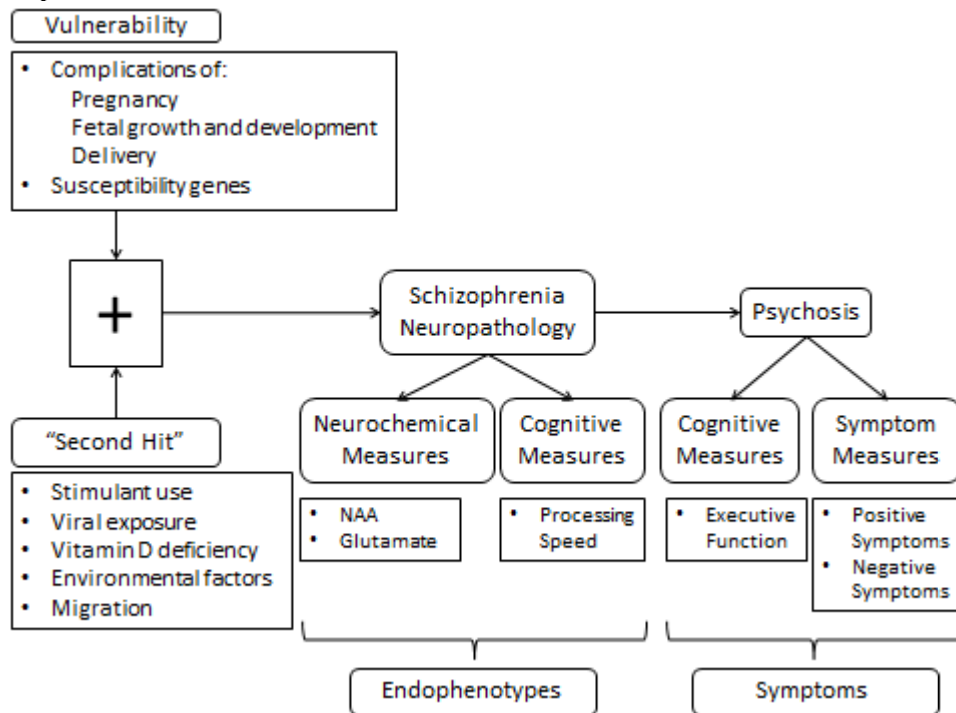 Vulnerability
• Complications of:
Pregnancy
Fetal growth and development
Delivery
• Susceptibility genes
+
Schizophrenia
Neuropathology
Psychosis
"Second Hit"
• Stimulant use
• Viral exposure
• Vitamin D deficiency
• Environmental factors
• Migration
Neurochemical
Measures
Cognitive
Measures
Cognitive
Measures
Symptom
Measures
• NAA
• Glutamate
• Processing
Speed
• Executive
Function
• Positive
Symptoms
• Negative
Symptoms
Endophenotypes
Symptoms